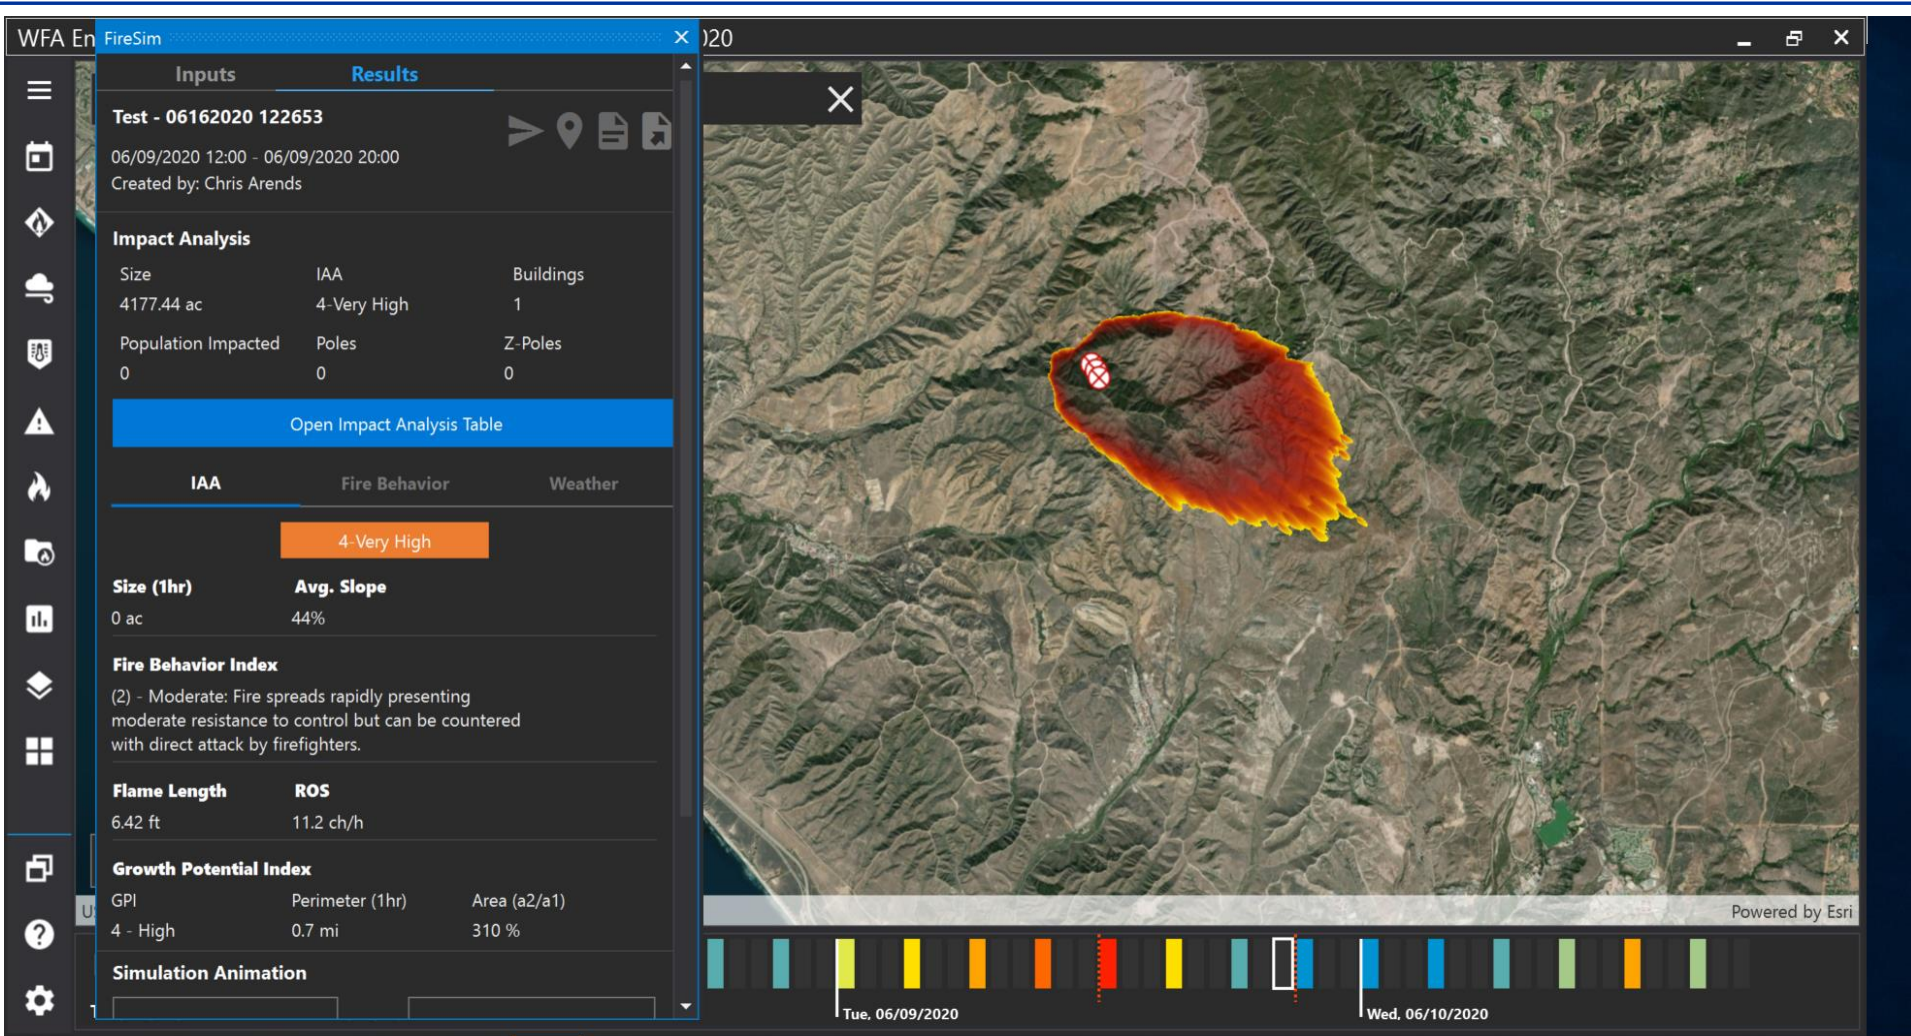 WFA En
FireSim
020
Inputs Results
Test - 06162020 122653
06/09/2020 12:00 - 06/09/2020 20:00
Created by: Chris Arends
Impact Analysis
Size IAA Buildings
4177.44 ac 4-Very High 1
Population Impacted Poles Z-Poles
0 0 0
Open Impact Analysis Table
IAA Fire Behavior Weather
4-Very High
Size (1hr) Avg. Slope
0 ac 44%
Fire Behavior Index
(2) - Moderate: Fire spreads rapidly presenting
moderate resistance to control but can be countered
with direct attack by firefighters.
Flame Length ROS
6.42 ft 11.2 ch/h
Growth Potential Index
GPI Perimeter (1hr) Area (a2/a1)
4 - High 0.7 mi 310 %
Simulation Animation
Powered by Esri
Tue, 06/09/2020
Wed, 06/10/2020